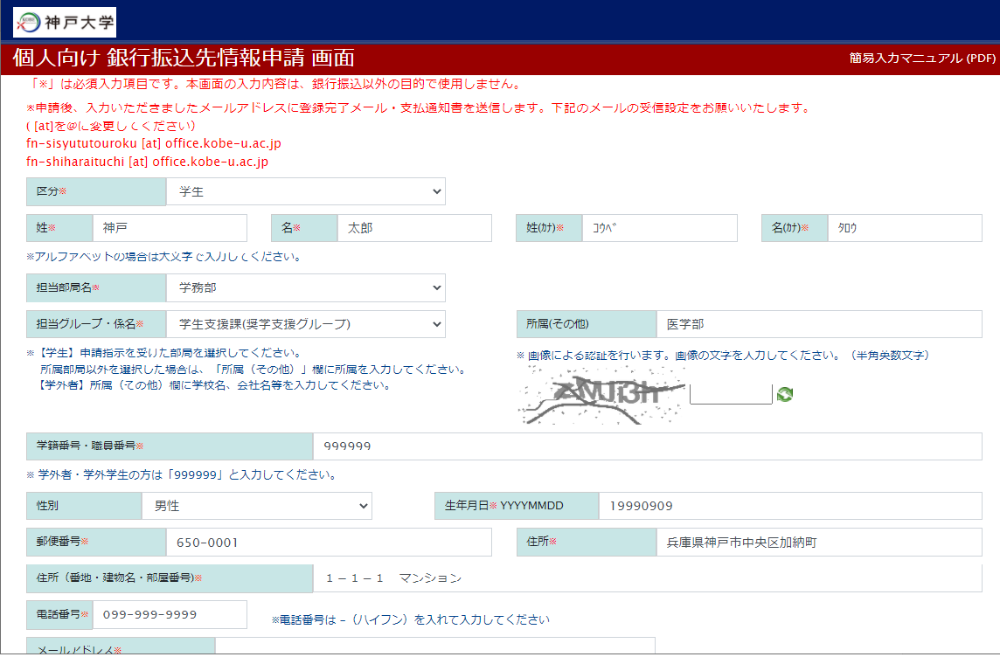 KOBE 神戸大学
個人向け 銀行振込先情報申請 画面 簡易入力マニュアル (PDF)
「※」は必須入力項目です。本画面の入力内容は、銀行振込以外の目的で使用しません。
※申請後、入力いただきましたメールアドレスに登録完了メール・支払通知書を送信します。下記のメールの受信設定をお願いいたします。
( [at]を@に変更してください)
fn-sisyututouroku [at] office.kobe-u.ac.jp
fn-shiharaituchi [at] office.kobe-u.ac.jp
区分※ 学生
姓※ 神戸 名※ 太郎 姓(ｶﾅ)※ ｺｳﾍﾞ 名(ｶﾅ)※ ﾀﾛｳ
※アルファベットの場合は大文字で入力してください。
担当部局名※ 学務部
担当グループ・係名※ 学生支援課(奨学支援グループ) 所属(その他) 医学部
※【学生】申請指示を受けた部局を選択してください。
所属部局以外を選択した場合は、「所属（その他）」欄に所属を入力してください。
【学外者】所属（その他）欄に学校名、会社名等を入力してください。
※ 画像による認証を行います。画像の文字を入力してください。（半角英数文字）
学籍番号・職員番号※ 999999
※ 学外者・学外学生の方は「999999」と入力してください。
性別 男性 生年月日※ YYYYMMDD 19990909
郵便番号※ 650-0001 住所※ 兵庫県神戸市中央区加納町
住所（番地・建物名・部屋番号)※ １－１－１　マンション
電話番号※ 099-999-9999 ※電話番号は -（ハイフン）を入れて入力してください
メールアドレス※